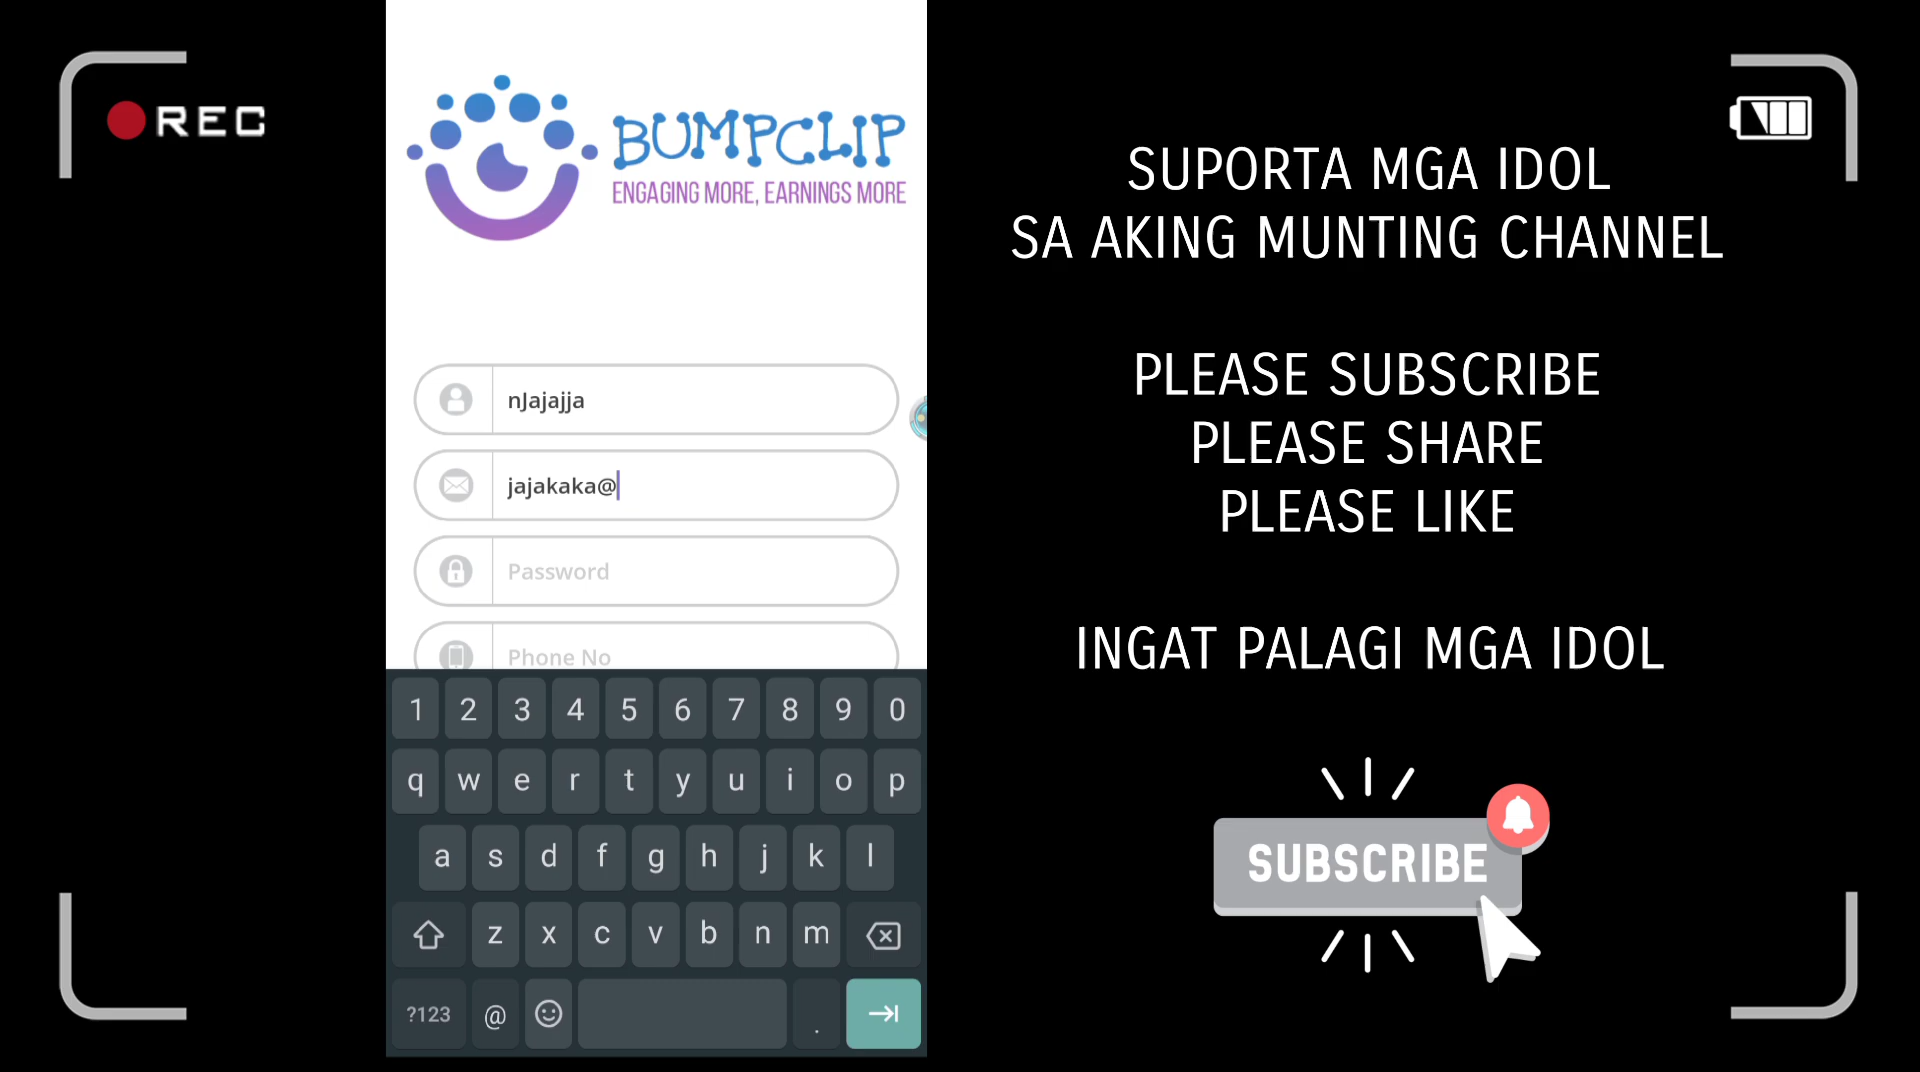 REC
BUMPCLIP
ENGAGING MORE, EARNINGS MORE
nJajajja
jajakaka@
Password
Phone No
1 2 3 4 5 6 7 8 9 0
q w e r t y u i o p
a s d f g h j k l
z x c v b n m
?123 @ .
SUPORTA MGA IDOL
SA AKING MUNTING CHANNEL
PLEASE SUBSCRIBE
PLEASE SHARE
PLEASE LIKE
INGAT PALAGI MGA IDOL
SUBSCRIBE